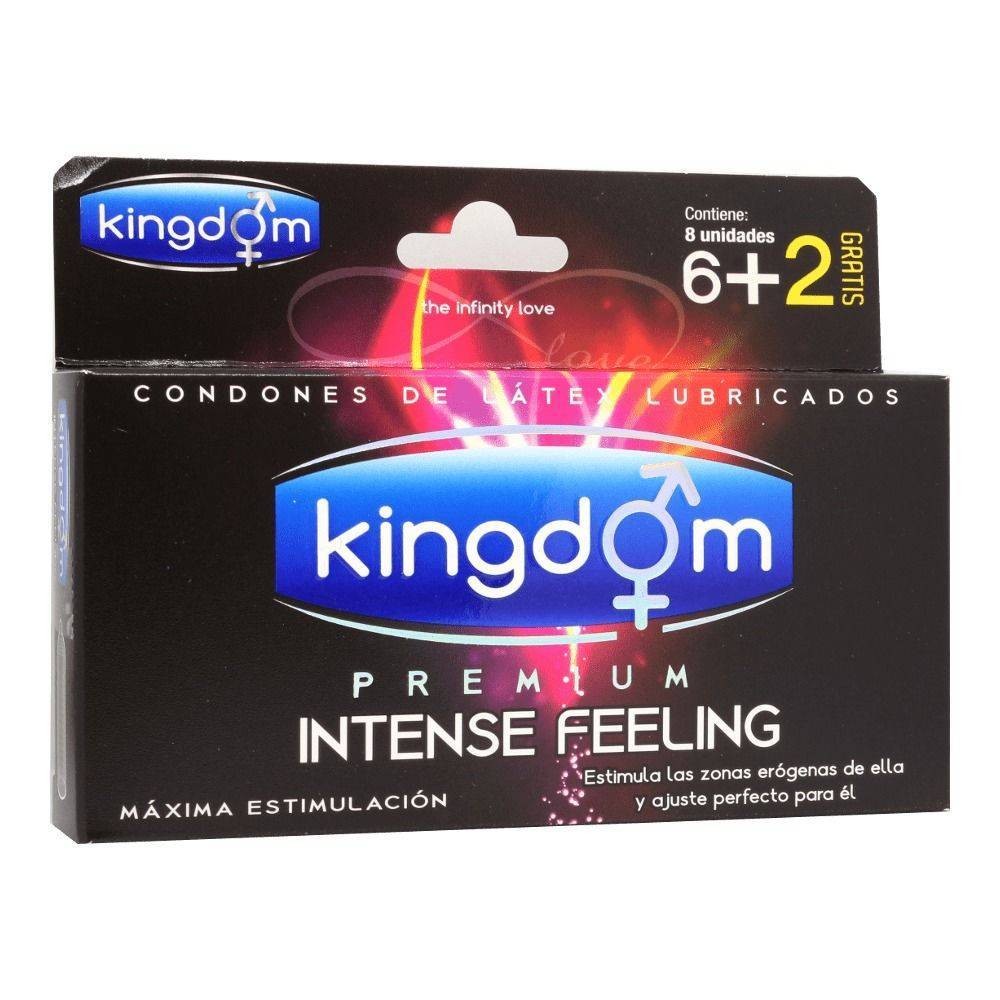 kingdom
Contiene:
8 unidades
6+2
GRATIS
the infinity love
love
CONDONES DE LÁTEX LUBRICADOS
kingdom
kingdom
PREMIUM
INTENSE FEELING
Estimula las zonas erógenas de ella
y ajuste perfecto para él
MÁXIMA ESTIMULACIÓN